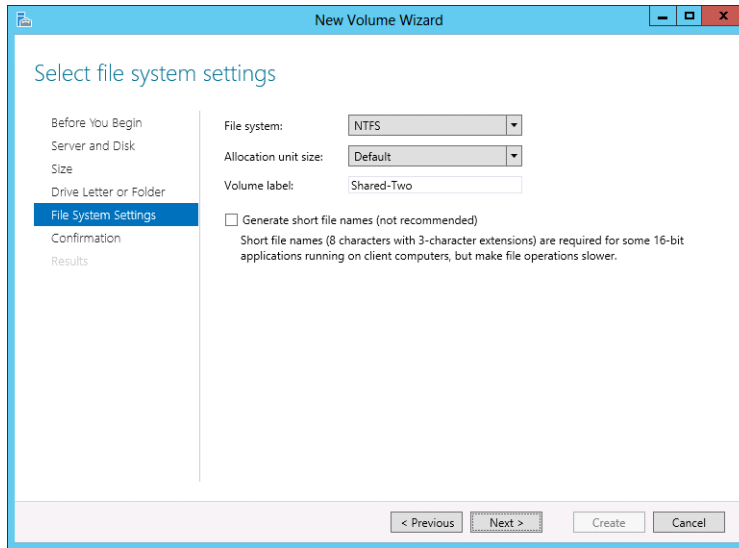 New Volume Wizard
Select file system settings
Before You Begin
Server and Disk
Size
Drive Letter or Folder
File System Settings
Confirmation
Results
File system:
NTFS
Allocation unit size:
Default
Volume label:
Shared-Two
Generate short file names (not recommended)
Short file names (8 characters with 3-character extensions) are required for some 16-bit
applications running on client computers, but make file operations slower.
< Previous
Next >
Create
Cancel